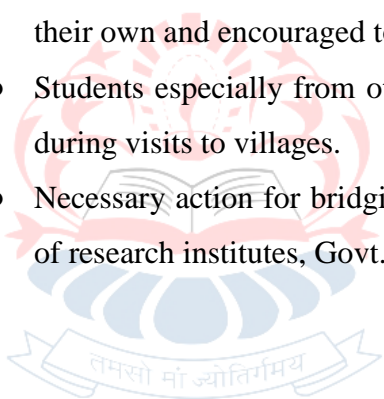 their own and encouraged to
• Students especially from o
during visits to villages.
• Necessary action for bridgi
of research institutes, Govt.
तमसो मां ज्योतिर्गमय